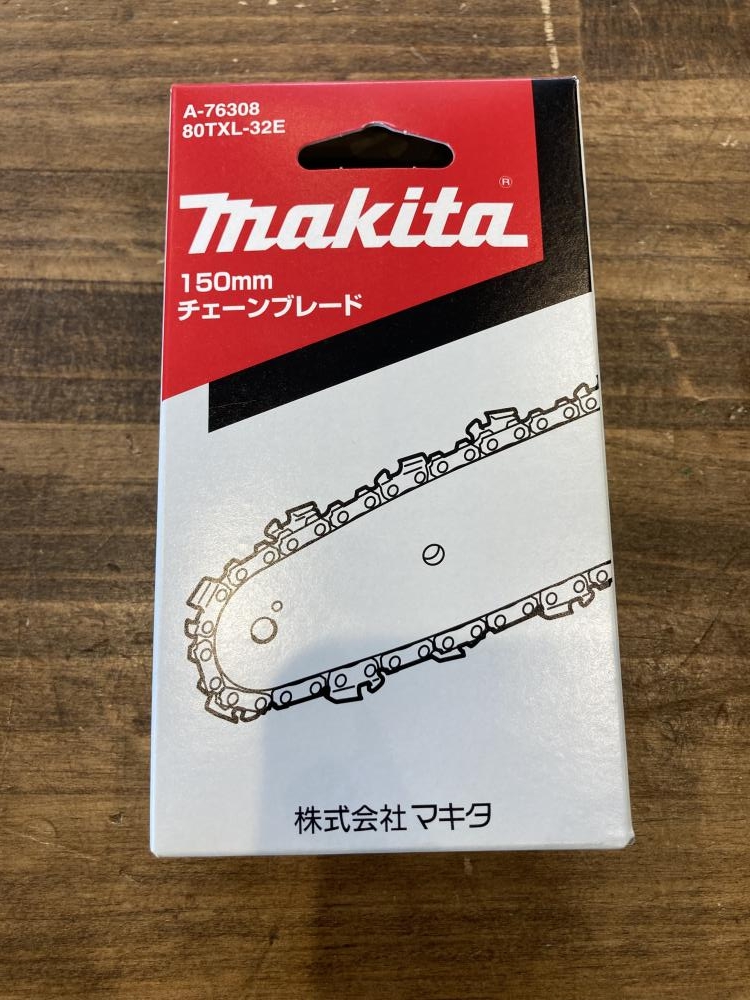 A-76308
80TXL-32E
makita®
150mm
チェーンブレード
株式会社マキタ